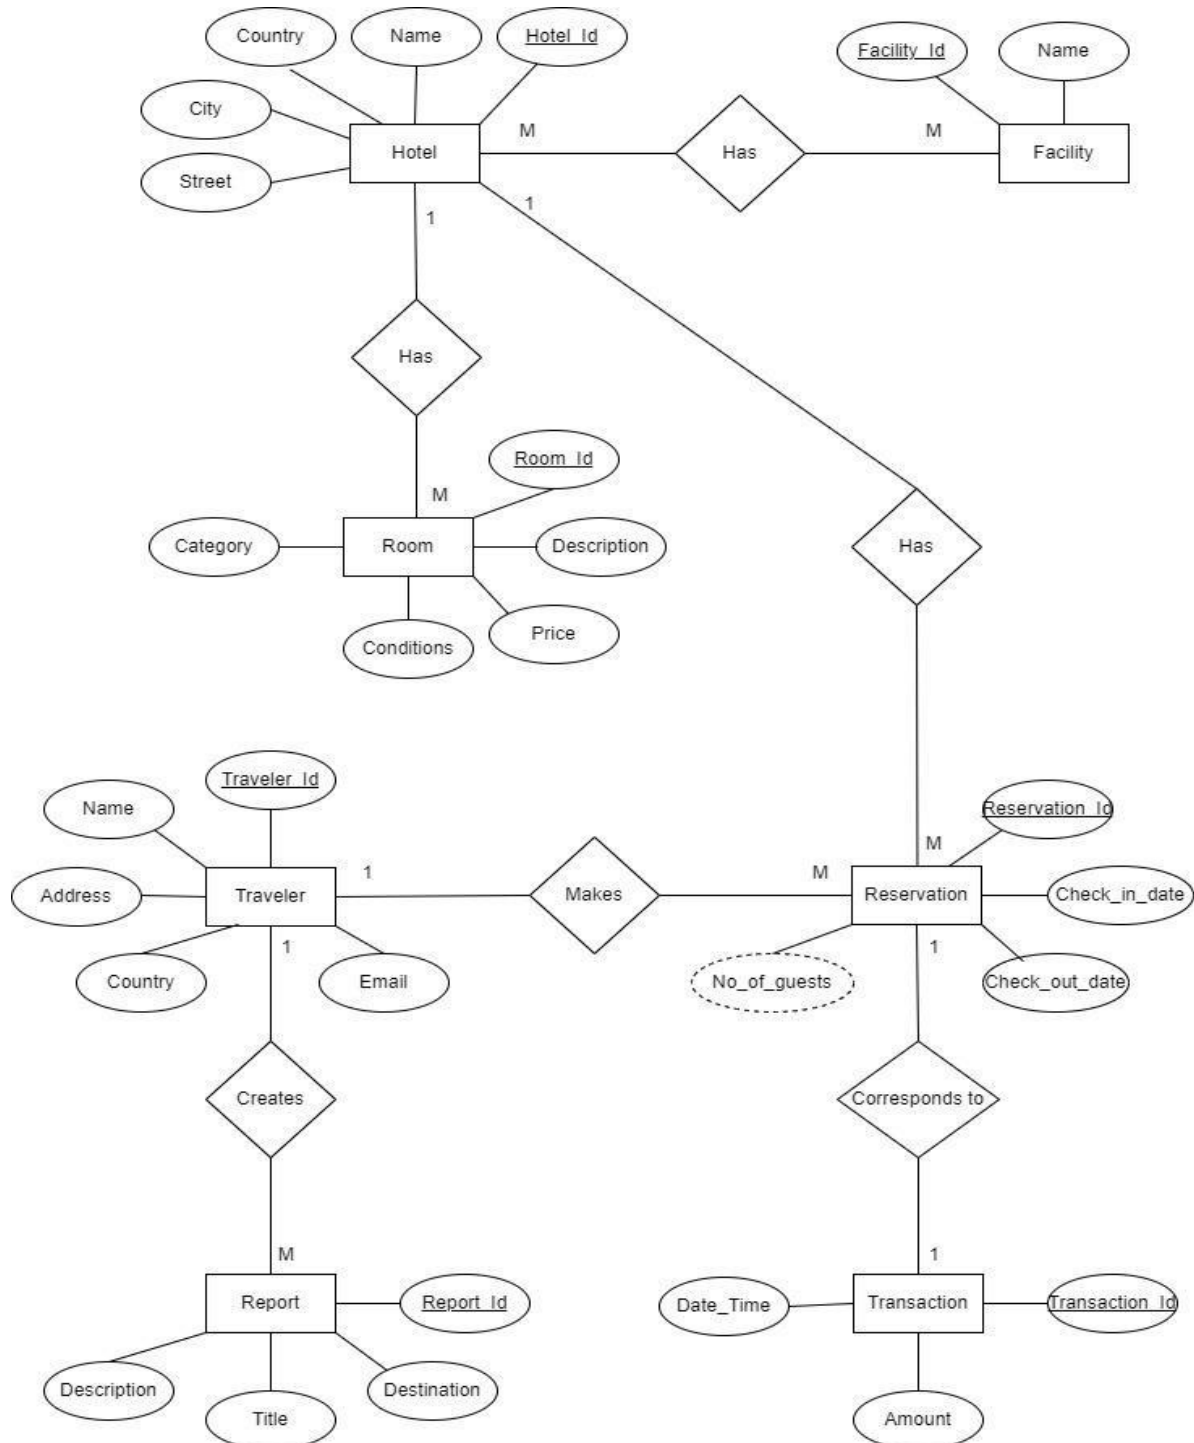 Country
Name
Hotel_Id
Facility_Id
Name
City
M
M
Hotel
Has
Facility
Street
1
1
Has
Room_Id
M
Category
Room
Description
Has
Conditions
Price
Traveler_Id
Name
Reservation_Id
M
1
M
Address
Traveler
Makes
Reservation
Check_in_date
1
1
Country
Email
No_of_guests
Check_out_date
Creates
Corresponds to
M
1
Report
Report_Id
Date_Time
Transaction
Transaction_Id
Description
Destination
Title
Amount